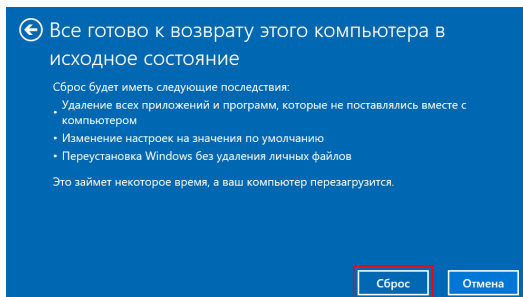 Все готово к возврату этого компьютера в
исходное состояние
Сброс будет иметь следующие последствия:
• Удаление всех приложений и программ, которые не поставлялись вместе с
компьютером
• Изменение настроек на значения по умолчанию
• Переустановка Windows без удаления личных файлов
Это займет некоторое время, а ваш компьютер перезагрузится.
Сброс Отмена